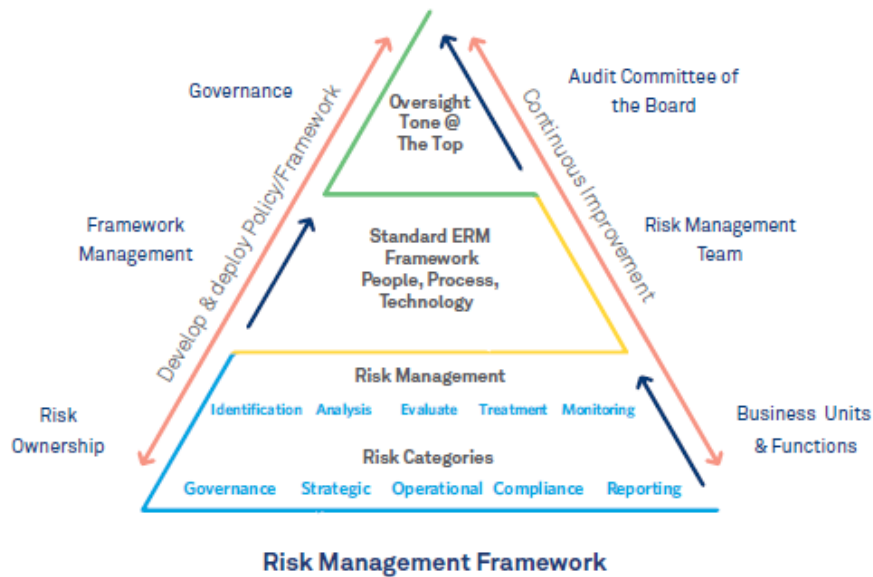 Governance
Oversight
Tone @
The Top
Audit Committee of
the Board
Develop & deploy Policy/Framework
Continuous Improvement
Framework
Management
Standard ERM
Framework
People, Process,
Technology
Risk Management
Team
Risk Management
Identification Analysis Evaluate Treatment Monitoring
Risk
Ownership
Business Units
& Functions
Risk Categories
Governance Strategic Operational Compliance Reporting
Risk Management Framework